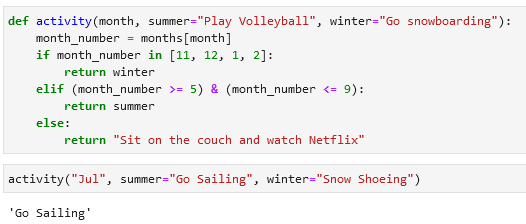 def activity(month, summer="Play Volleyball", winter="Go snowboarding"):
    month_number = months[month]
    if month_number in [11, 12, 1, 2]:
        return winter
    elif (month_number >= 5) & (month_number <= 9):
        return summer
    else:
        return "Sit on the couch and watch Netflix"
activity("Jul", summer="Go Sailing", winter="Snow Shoeing")
'Go Sailing'